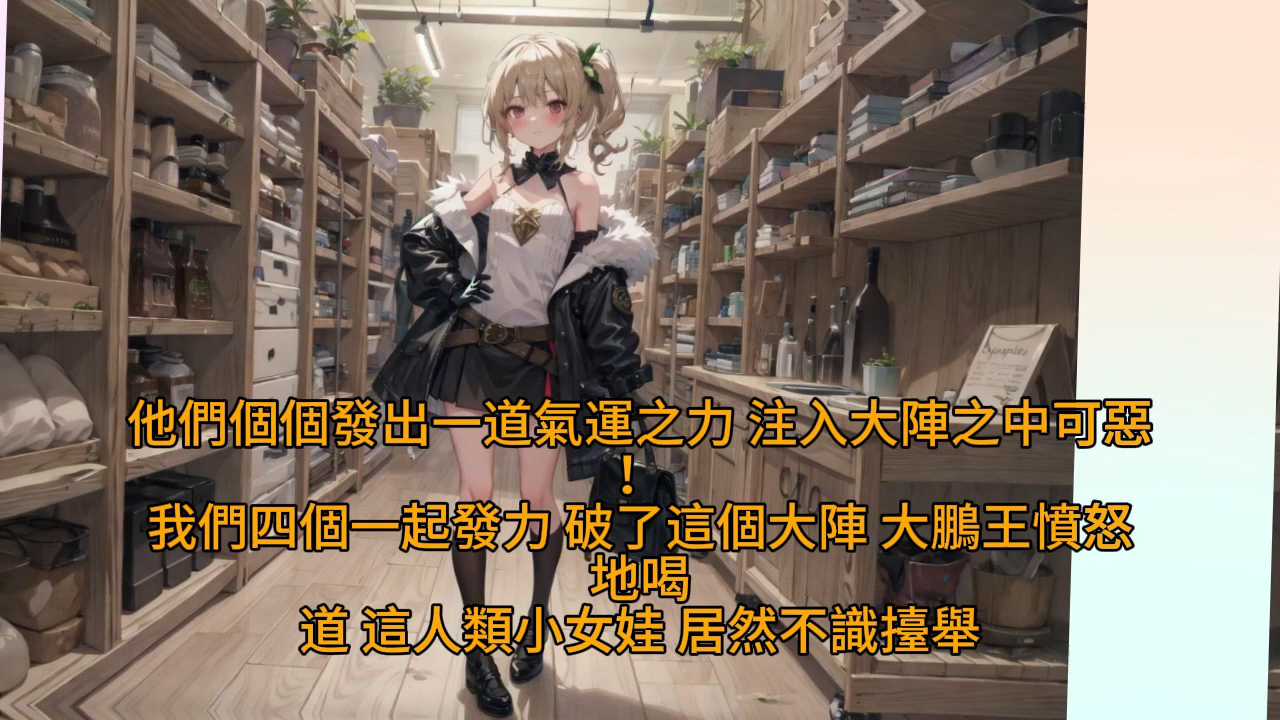 他們個個發出一道氣運之力 注入大陣之中可惡
！
我們四個一起發力 破了這個大陣 大鵬王憤怒
地喝
道 這人類小女娃 居然不識擡舉